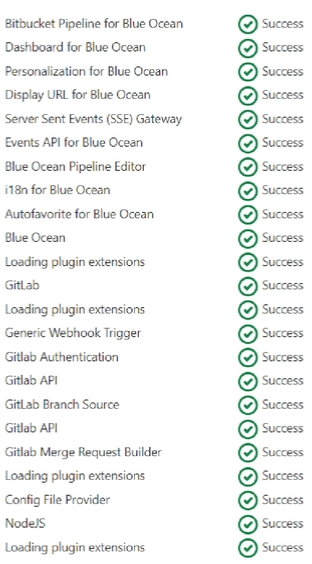 Bitbucket Pipeline for Blue Ocean Success
Dashboard for Blue Ocean Success
Personalization for Blue Ocean Success
Display URL for Blue Ocean Success
Server Sent Events (SSE) Gateway Success
Events API for Blue Ocean Success
Blue Ocean Pipeline Editor Success
i18n for Blue Ocean Success
Autofavorite for Blue Ocean Success
Blue Ocean Success
Loading plugin extensions Success
GitLab Success
Loading plugin extensions Success
Generic Webhook Trigger Success
Gitlab Authentication Success
Gitlab API Success
GitLab Branch Source Success
Gitlab API Success
Gitlab Merge Request Builder Success
Loading plugin extensions Success
Config File Provider Success
NodeJS Success
Loading plugin extensions Success